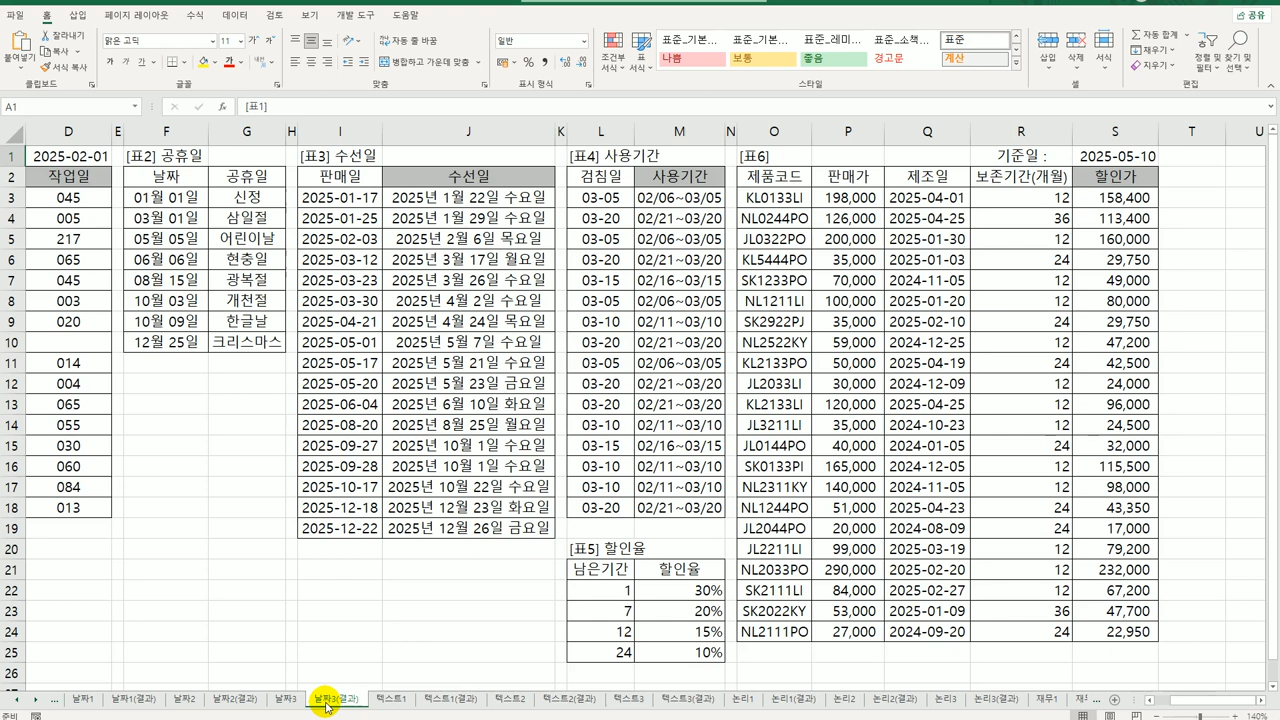 파일 홈 삽입 페이지 레이아웃 수식 데이터 검토 보기 개발 도구 도움말 공유
붙여넣기 잘라내기 복사 서식 복사 클립보드
맑은 고딕 11 가 가 글꼴
자동 줄 바꿈 병합하고 가운데 맞춤 맞춤
일반 표시 형식
조건부 서식 표 서식 표준_기본... 표준_기본... 표준_레미... 표준_소책... 표준
나쁨 보통 좋음 경고문 계산 스타일
삽입 삭제 서식 셀
자동 합계 채우기 지우기 정렬 및 필터 찾기 및 선택 편집
A1 fx [표1]
D E F G H I J K L M N O P Q R S T U
1 2025-02-01 [표2] 공휴일 [표3] 수선일 [표4] 사용기간 [표6] 기준일 : 2025-05-10
2 작업일 날짜 공휴일 판매일 수선일 검침일 사용기간 제품코드 판매가 제조일 보존기간(개월) 할인가
3 045 01월 01일 신정 2025-01-17 2025년 1월 22일 수요일 03-05 02/06~03/05 KL0133LI 198,000 2025-04-01 12 158,400
4 005 03월 01일 삼일절 2025-01-25 2025년 1월 29일 수요일 03-20 02/21~03/20 NL0244PO 126,000 2025-04-25 36 113,400
5 217 05월 05일 어린이날 2025-02-03 2025년 2월 6일 목요일 03-05 02/06~03/05 JL0322PO 200,000 2025-01-30 12 160,000
6 065 06월 06일 현충일 2025-03-12 2025년 3월 17일 월요일 03-20 02/21~03/20 KL5444PO 35,000 2025-01-03 24 29,750
7 045 08월 15일 광복절 2025-03-23 2025년 3월 26일 수요일 03-15 02/16~03/15 SK1233PO 70,000 2024-11-05 12 49,000
8 003 10월 03일 개천절 2025-03-30 2025년 4월 2일 수요일 03-05 02/06~03/05 NL1211LI 100,000 2025-01-20 12 80,000
9 020 10월 09일 한글날 2025-04-21 2025년 4월 24일 목요일 03-10 02/11~03/10 SK2922PJ 35,000 2025-02-10 24 29,750
10 12월 25일 크리스마스 2025-05-01 2025년 5월 7일 수요일 03-10 02/11~03/10 NL2522KY 59,000 2024-12-25 12 47,200
11 014 2025-05-17 2025년 5월 21일 수요일 03-05 02/06~03/05 KL2133PO 50,000 2025-04-19 24 42,500
12 004 2025-05-20 2025년 5월 23일 금요일 03-20 02/21~03/20 JL2033LI 30,000 2024-12-09 12 24,000
13 065 2025-06-04 2025년 6월 10일 화요일 03-20 02/21~03/20 KL2133LI 120,000 2025-04-25 12 96,000
14 055 2025-08-20 2025년 8월 25일 월요일 03-10 02/11~03/10 JL3211LI 35,000 2024-10-23 12 24,500
15 030 2025-09-27 2025년 10월 1일 수요일 03-15 02/16~03/15 JL0144PO 40,000 2024-01-05 24 32,000
16 060 2025-09-28 2025년 10월 1일 수요일 03-10 02/11~03/10 SK0133PI 165,000 2024-12-05 12 115,500
17 084 2025-10-17 2025년 10월 22일 수요일 03-10 02/11~03/10 NL2311KY 140,000 2024-11-05 12 98,000
18 013 2025-12-18 2025년 12월 23일 화요일 03-20 02/21~03/20 NL1244PO 51,000 2025-04-23 24 43,350
19 2025-12-22 2025년 12월 26일 금요일 JL2044PO 20,000 2024-08-09 24 17,000
20 [표5] 할인율 JL2211LI 99,000 2025-03-19 12 79,200
21 남은기간 할인율 NL2033PO 290,000 2025-02-22 12 232,000
22 1 30% SK2111LI 84,000 2025-02-27 12 67,200
23 7 20% SK2022KY 53,000 2025-01-09 36 47,700
24 12 15% NL2111PO 27,000 2024-09-20 24 22,950
25 24 10%
26
... 날짜1 날짜1(결과) 날짜2 날짜2(결과) 날짜3 날짜3(결과) 텍스트1 텍스트1(결과) 텍스트2 텍스트2(결과) 텍스트3 텍스트3(결과) 논리1 논리1(결과) 논리2 논리2(결과) 논리3 논리3(결과) 재무1 ...
준비 140%